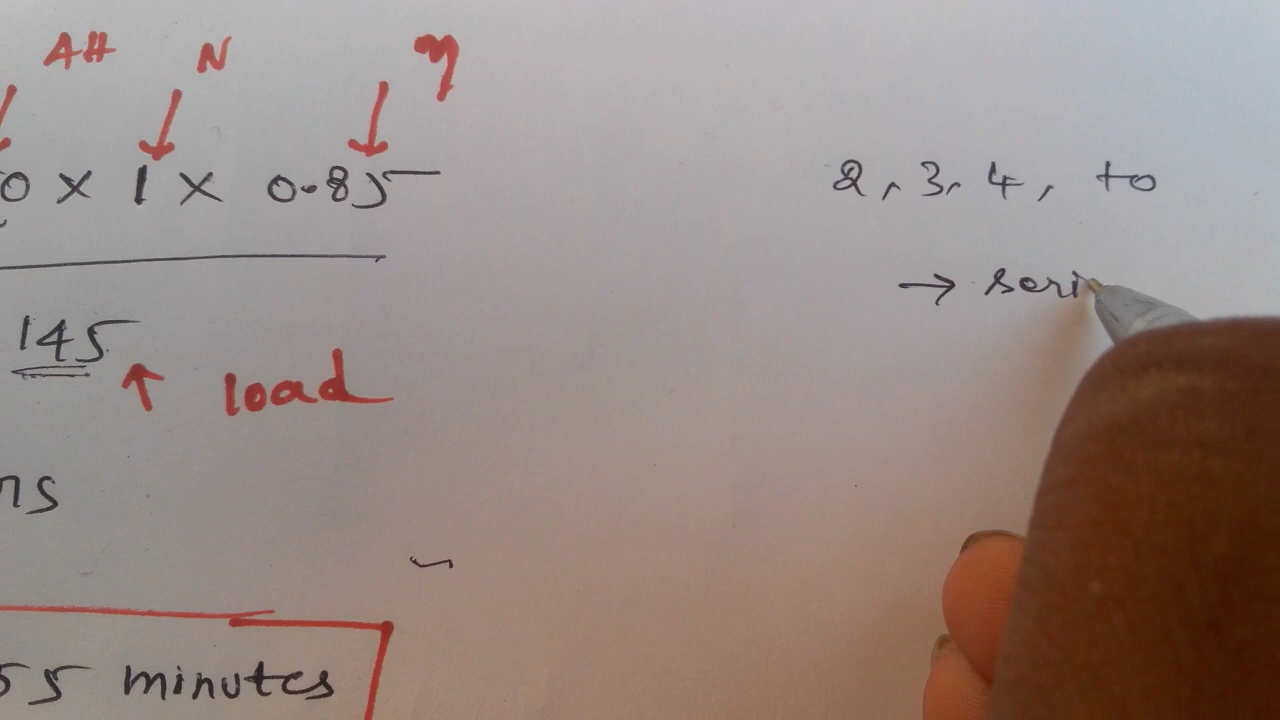 AH N η
0 x 1 x 0.85
2, 3, 4, to
→ seri
145
↑ load
ns
55 minutes